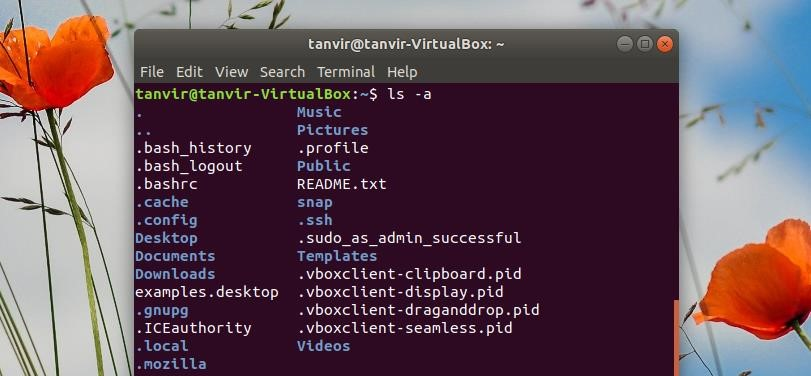 tanvir@tanvir-VirtualBox: ~
File Edit View Search Terminal Help
tanvir@tanvir-VirtualBox:~$ ls -a
. Music
.. Pictures
.bash_history .profile
.bash_logout Public
.bashrc README.txt
.cache snap
.config .ssh
Desktop .sudo_as_admin_successful
Documents Templates
Downloads .vboxclient-clipboard.pid
examples.desktop .vboxclient-display.pid
.gnupg .vboxclient-draganddrop.pid
.ICEauthority .vboxclient-seamless.pid
.local Videos
.mozilla